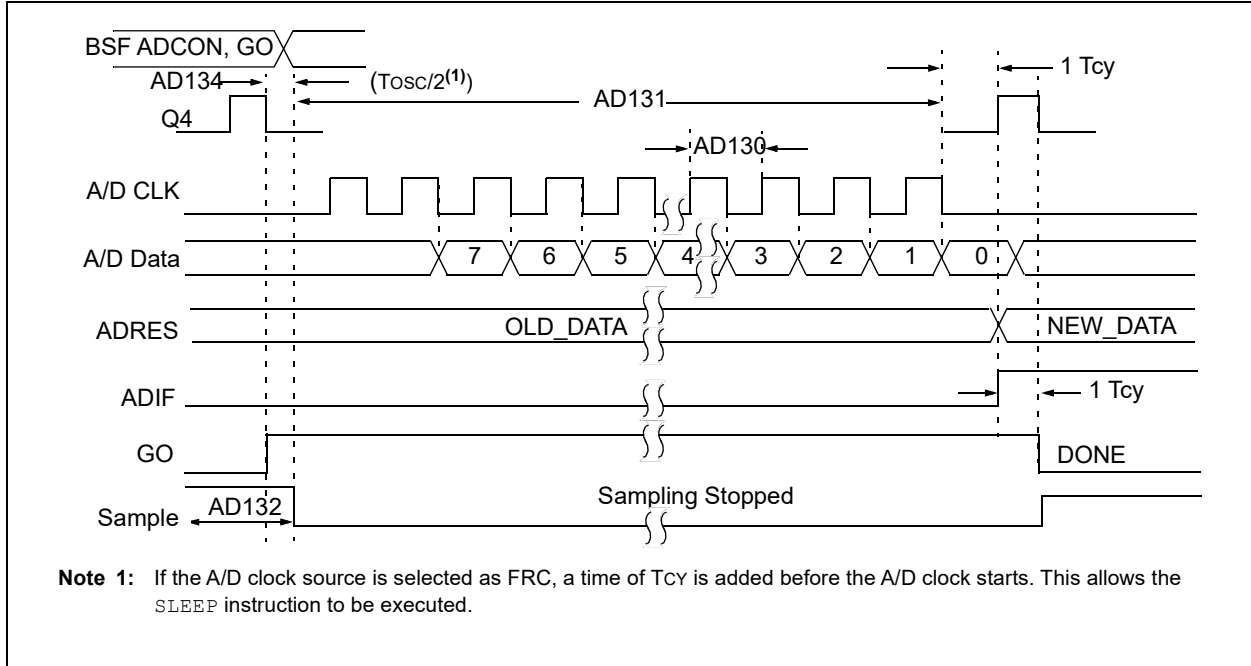 BSF ADCON, GO
AD134 (TOSC/2(1)) 1 Tcy
AD131
Q4
AD130
A/D CLK
A/D Data 7 6 5 4 3 2 1 0
ADRES OLD_DATA NEW_DATA
ADIF 1 Tcy
GO DONE
Sample AD132 Sampling Stopped
Note 1: If the A/D clock source is selected as FRC, a time of TCY is added before the A/D clock starts. This allows the
SLEEP instruction to be executed.